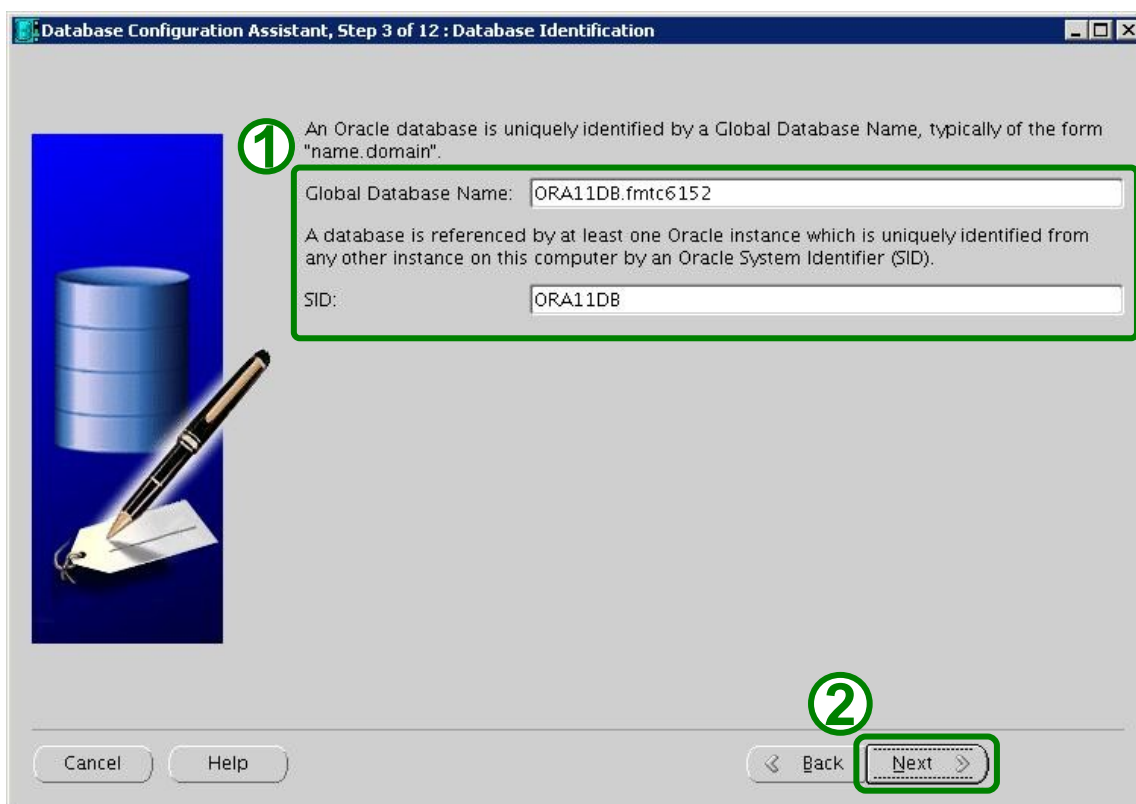 Database Configuration Assistant, Step 3 of 12 : Database Identification
1
An Oracle database is uniquely identified by a Global Database Name, typically of the form
"name.domain".
Global Database Name: ORA11DB.fmtc6152
A database is referenced by at least one Oracle instance which is uniquely identified from
any other instance on this computer by an Oracle System Identifier (SID).
SID: ORA11DB
2
Cancel Help Back Next